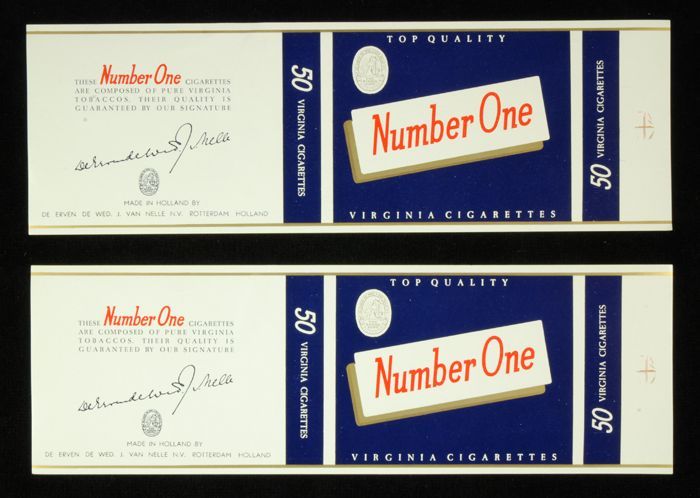 THESE Number One CIGARETTES
ARE COMPOSED OF PURE VIRGINIA
TOBACCOS. THEIR QUALITY IS
GUARANTEED BY OUR SIGNATURE
MADE IN HOLLAND BY
DE ERVEN DE WED. J. VAN NELLE N.V. ROTTERDAM HOLLAND
50 VIRGINIA CIGARETTES
TOP QUALITY
Number One
VIRGINIA CIGARETTES
50 VIRGINIA CIGARETTES
THESE Number One CIGARETTES
ARE COMPOSED OF PURE VIRGINIA
TOBACCOS. THEIR QUALITY IS
GUARANTEED BY OUR SIGNATURE
MADE IN HOLLAND BY
DE ERVEN DE WED. J. VAN NELLE N.V. ROTTERDAM HOLLAND
50 VIRGINIA CIGARETTES
TOP QUALITY
Number One
VIRGINIA CIGARETTES
50 VIRGINIA CIGARETTES